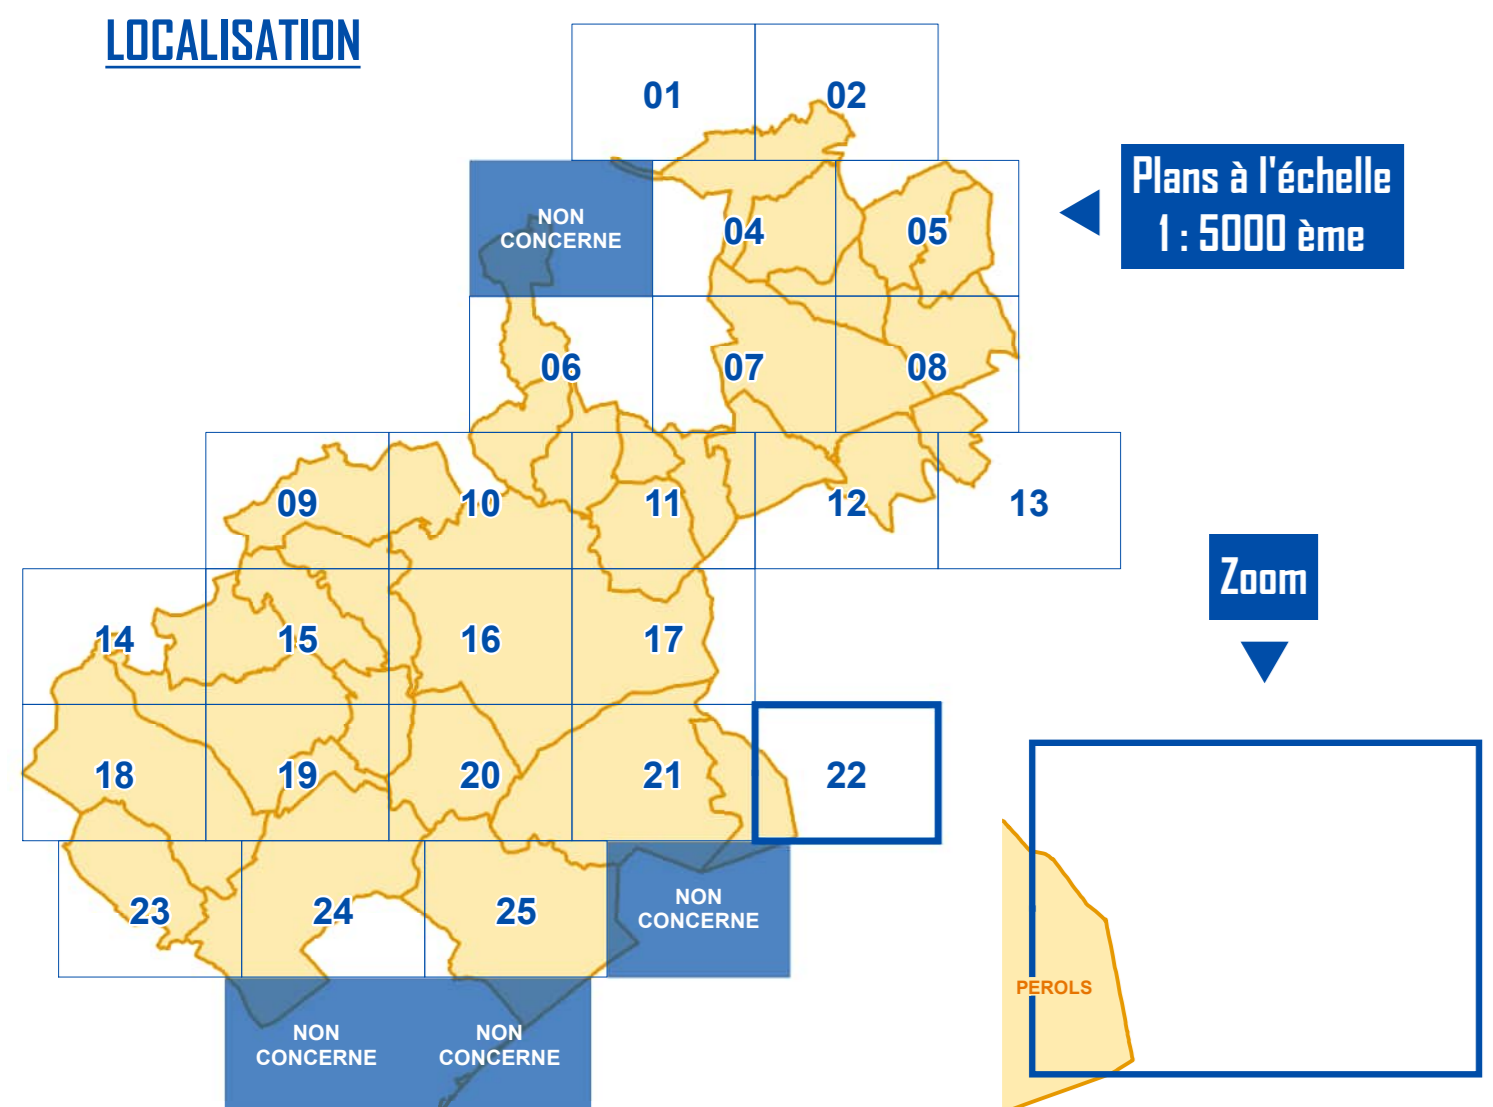 LOCALISATION
01
02
Plans à l'échelle
1 : 5000 ème
NON
CONCERNE
04
05
06
07
08
09
10
11
12
13
Zoom
14
15
16
17
18
19
20
21
22
23
24
25
NON
CONCERNE
PEROLS
NON
CONCERNE
NON
CONCERNE